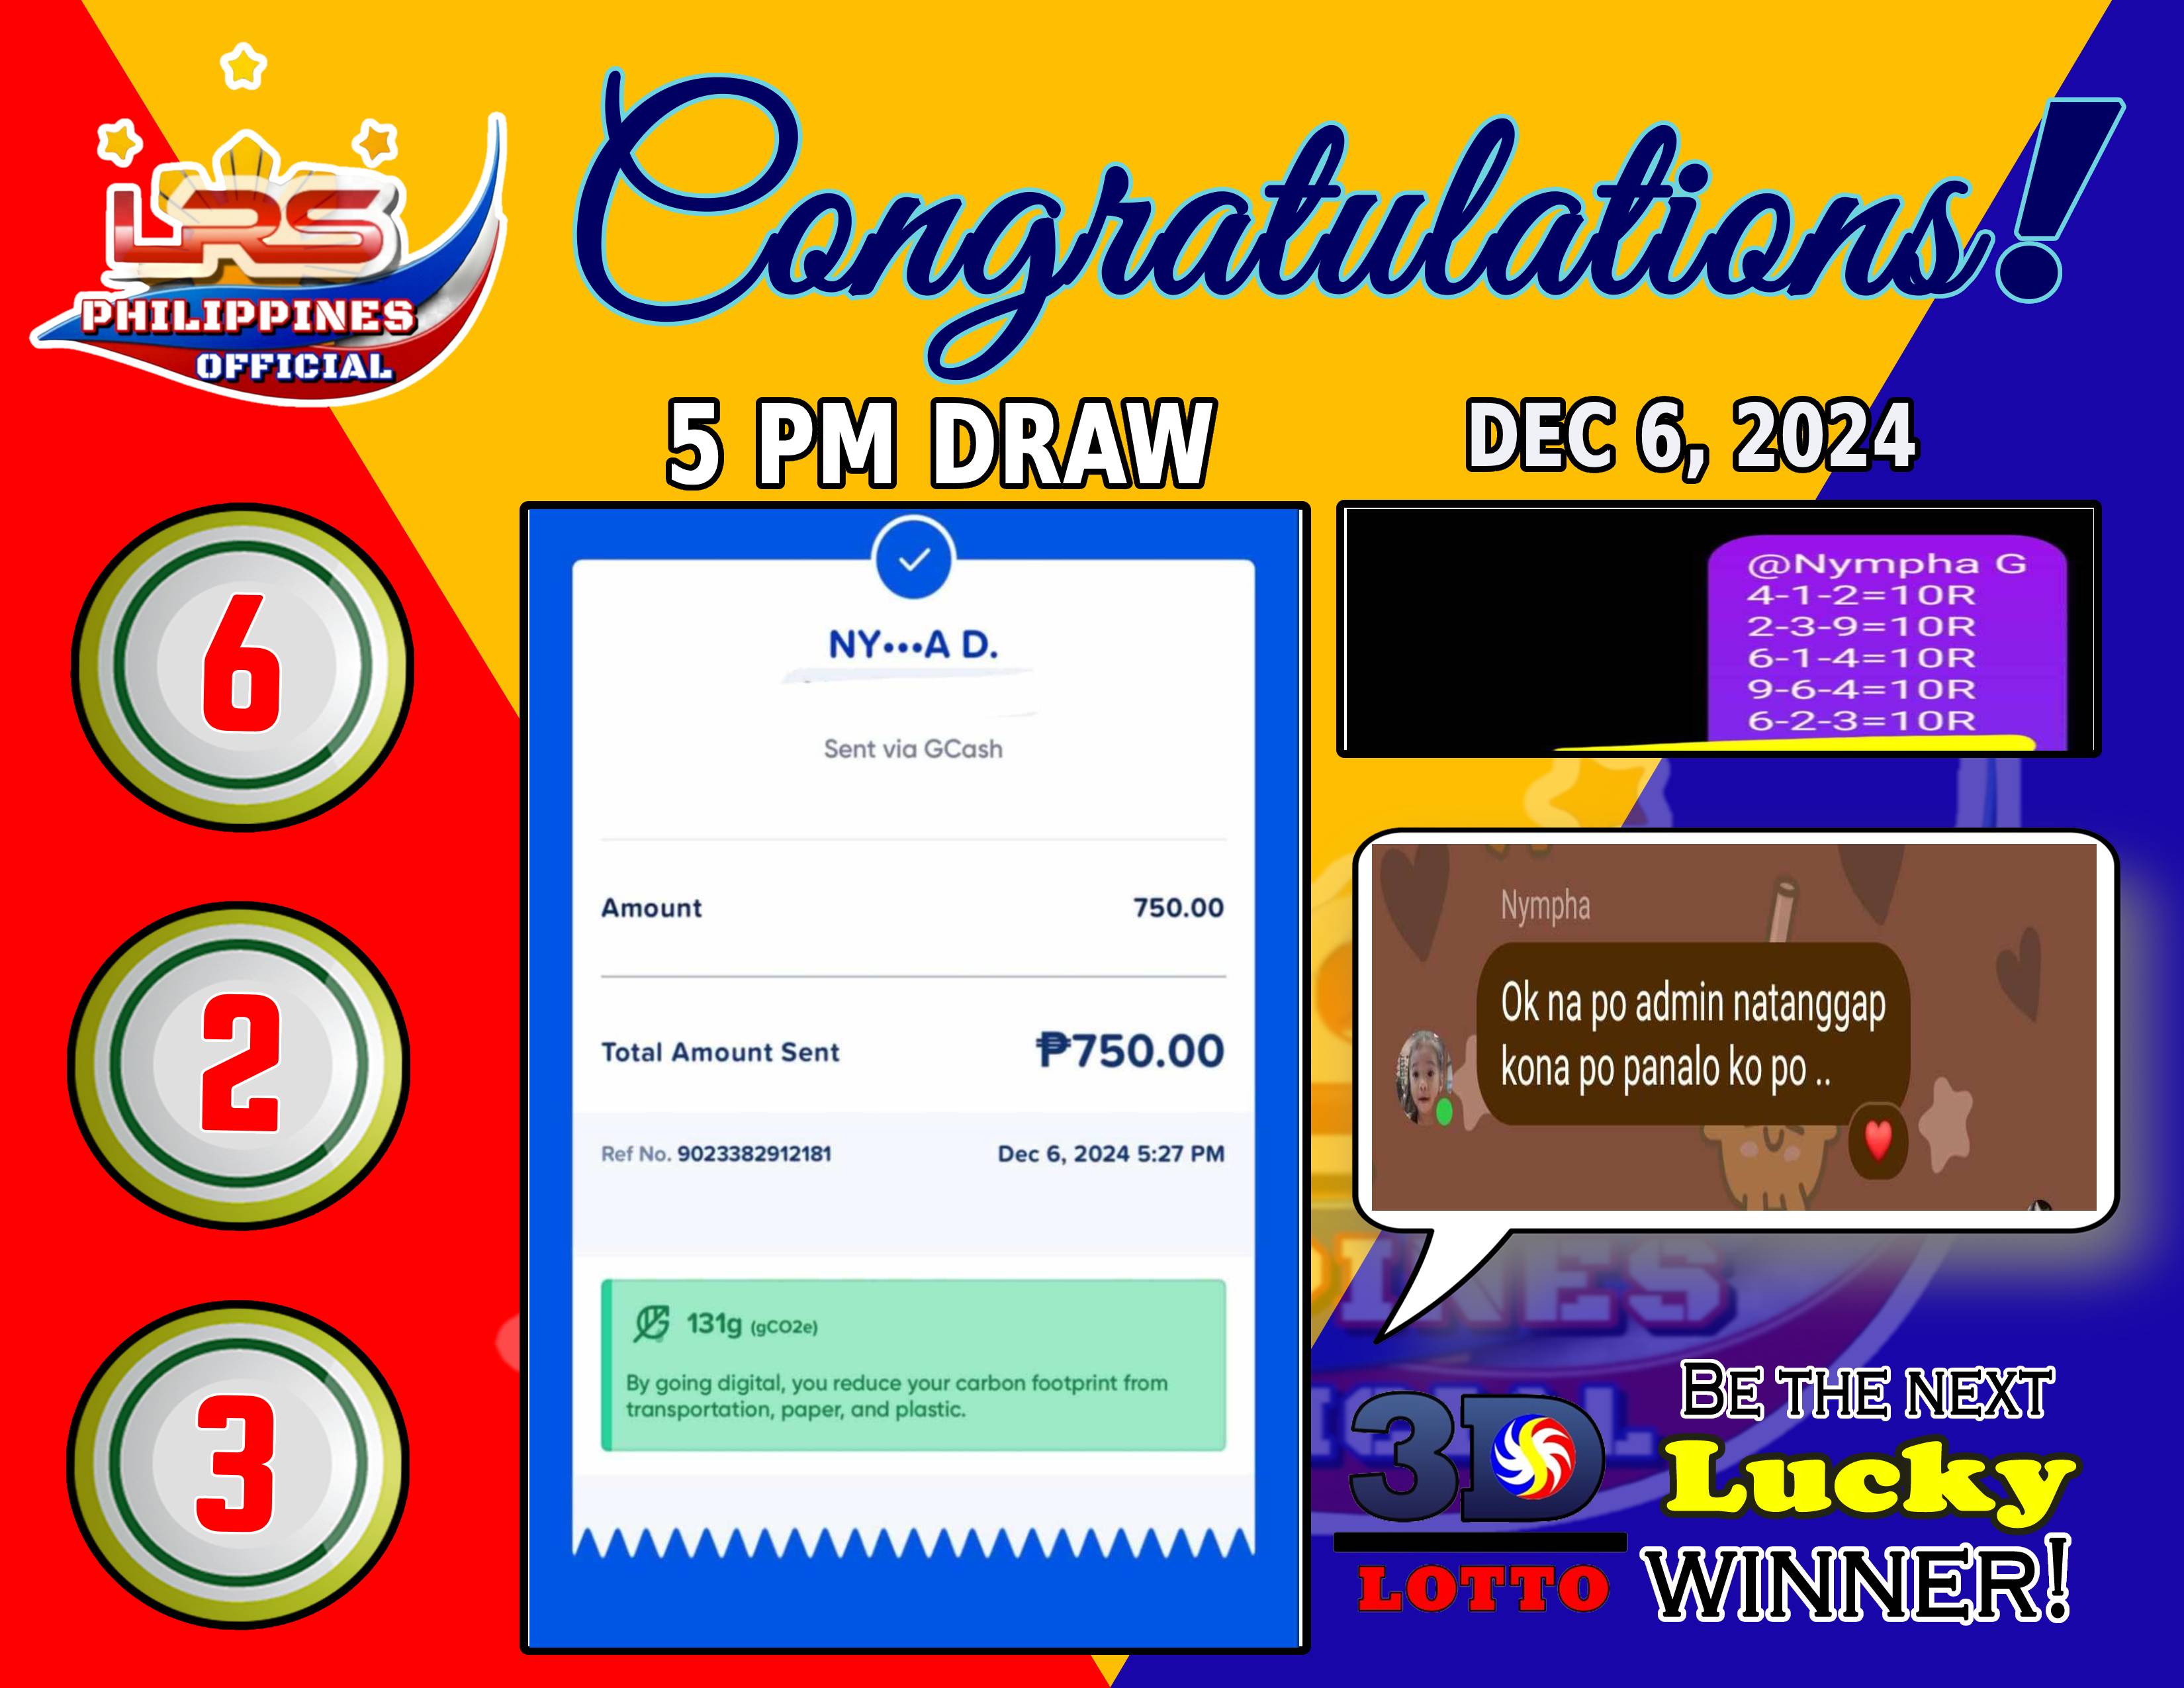 LRS
PHILIPPINES
OFFICIAL
Congratulations!
5 PM DRAW
DEC 6, 2024
6
2
3
NY•••A D.
Sent via GCash
Amount 750.00
Total Amount Sent ₱750.00
Ref No. 9023382912181 Dec 6, 2024 5:27 PM
131g (gCO2e)
By going digital, you reduce your carbon footprint from
transportation, paper, and plastic.
@Nympha G
4-1-2=10R
2-3-9=10R
6-1-4=10R
9-6-4=10R
6-2-3=10R
Nympha
Ok na po admin natanggap
kona po panalo ko po ..
3D
LOTTO
BE THE NEXT
Lucky
WINNER!